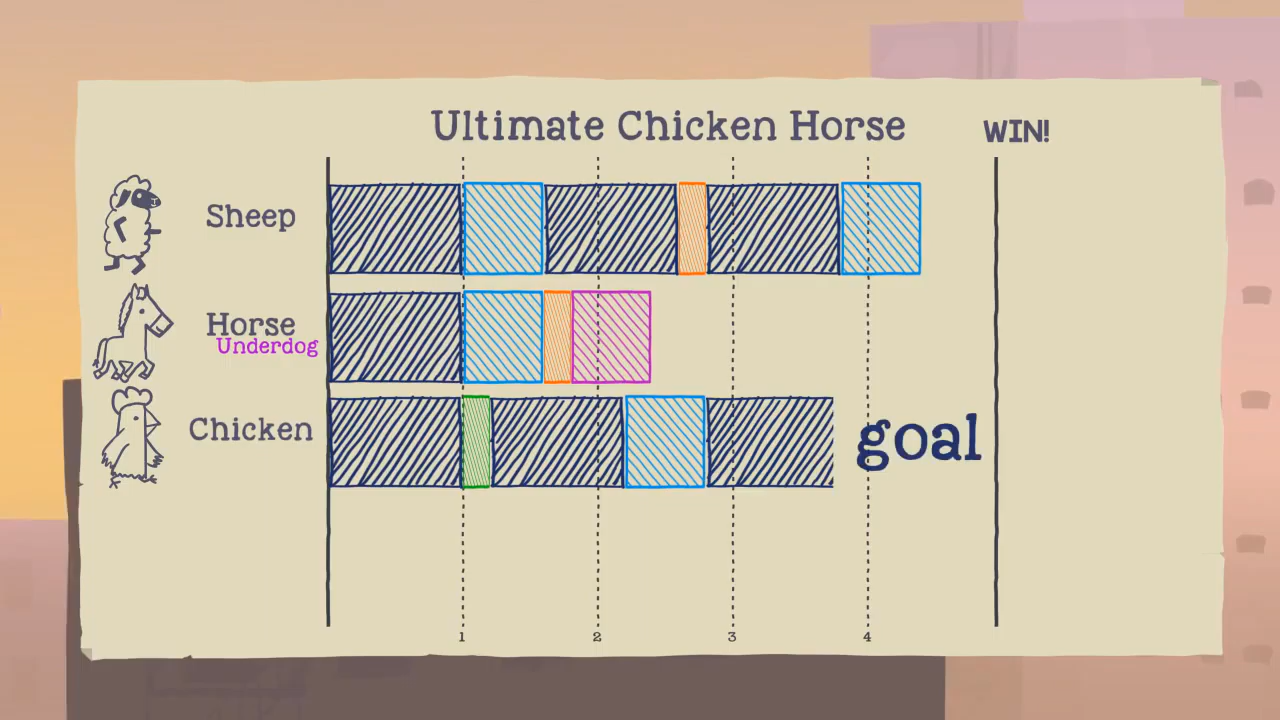 Ultimate Chicken Horse
WIN!
Sheep
Horse
Underdog
Chicken
goal
1 2 3 4